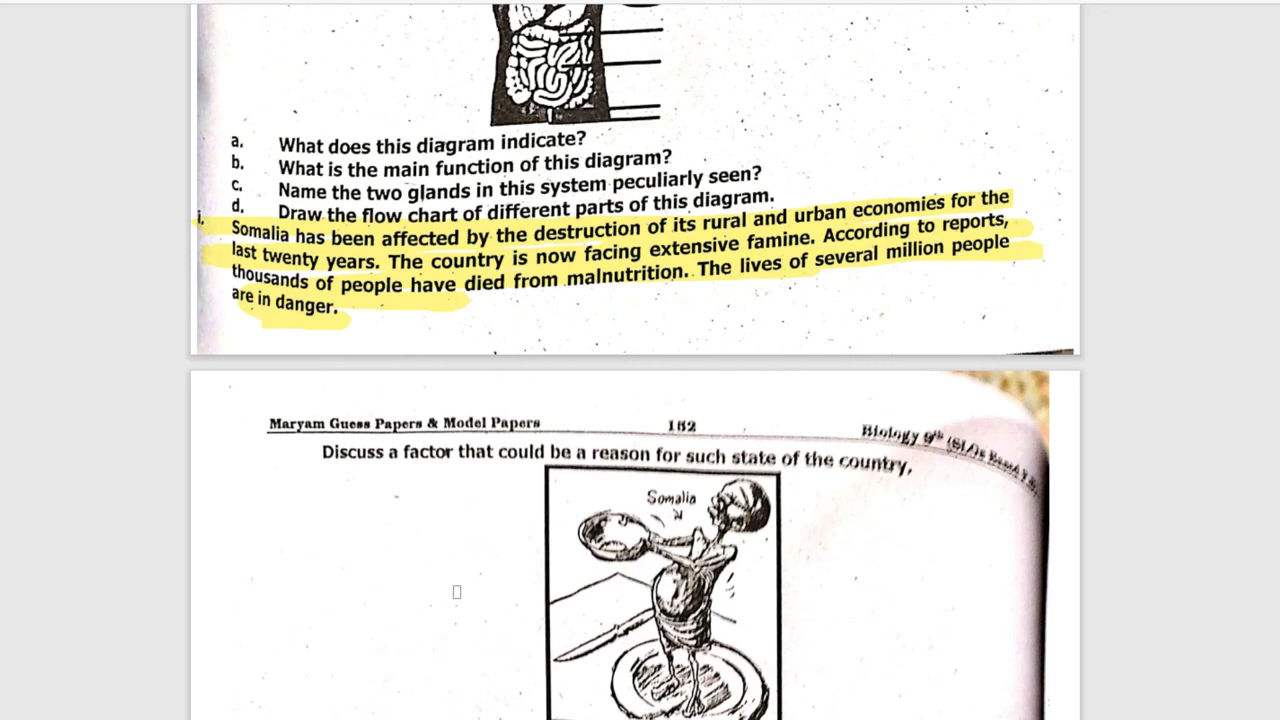 a. What does this diagram indicate?
b. What is the main function of this diagram?
c. Name the two glands in this system peculiarly seen?
d. Draw the flow chart of different parts of this diagram.
i. Somalia has been affected by the destruction of its rural and urban economies for the
last twenty years. The country is now facing extensive famine. According to reports,
thousands of people have died from malnutrition. The lives of several million people
are in danger.
Maryam Guess Papers & Model Papers 152 Biology 9th
Discuss a factor that could be a reason for such state of the country.
Somalia